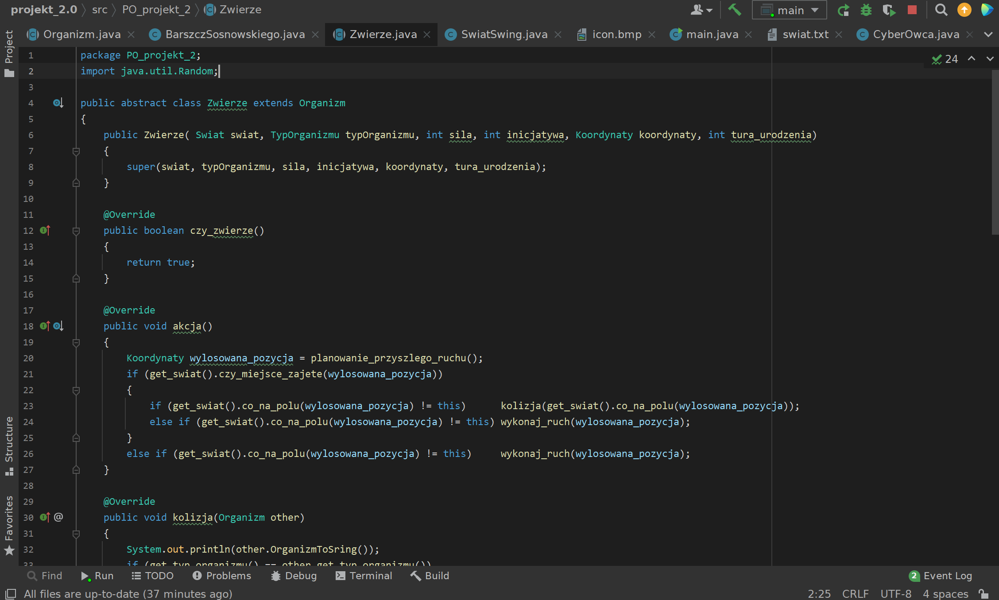 projekt_2.0 src PO_projekt_2 Zwierze main
Organizm.java BarszczSosnowskiego.java Zwierze.java SwiatSwing.java icon.bmp main.java swiat.txt CyberOwca.java
Project
24
1 package PO_projekt_2;
2 import java.util.Random;
3
4 public abstract class Zwierze extends Organizm
5 {
6     public Zwierze( Swiat swiat, TypOrganizmu typOrganizmu, int sila, int inicjatywa, Koordynaty koordynaty, int tura_urodzenia)
7     {
8         super(swiat, typOrganizmu, sila, inicjatywa, koordynaty, tura_urodzenia);
9     }
10
11     @Override
12     public boolean czy_zwierze()
13     {
14         return true;
15     }
16
17     @Override
18     public void akcja()
19     {
20         Koordynaty wylosowana_pozycja = planowanie_przyszlego_ruchu();
21         if (get_swiat().czy_miejsce_zajete(wylosowana_pozycja))
22         {
23             if (get_swiat().co_na_polu(wylosowana_pozycja) != this)      kolizja(get_swiat().co_na_polu(wylosowana_pozycja));
24             else if (get_swiat().co_na_polu(wylosowana_pozycja) != this) wykonaj_ruch(wylosowana_pozycja);
25         }
26         else if (get_swiat().co_na_polu(wylosowana_pozycja) != this)     wykonaj_ruch(wylosowana_pozycja);
27     }
28
29     @Override
30 @ public void kolizja(Organizm other)
31     {
32         System.out.println(other.OrganizmToSring());
33         if (get_typ_organizmu() == other.get_typ_organizmu())
Structure
Favorites
Find Run TODO Problems Debug Terminal Build 2 Event Log
All files are up-to-date (37 minutes ago) 2:25 CRLF UTF-8 4 spaces